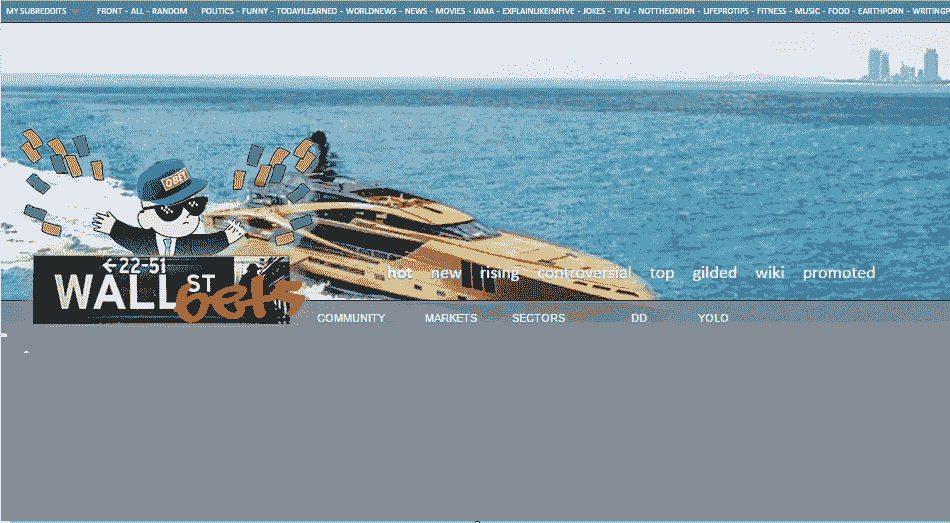 MY SUBREDDITS FRONT - ALL - RANDOM | POLITICS - FUNNY - TODAYILEARNED - WORLDNEWS - NEWS - MOVIES - IAMA - EXPLAINLIKEIMFIVE - JOKES - TIFU - NOTTHEONION - LIFEPROTIPS - FITNESS - MUSIC - FOOD - EARTHPORN - WRITINGP
OBEY
←22-51
WALL ST
bets
hot new rising controversial top gilded wiki promoted
COMMUNITY MARKETS SECTORS DD YOLO